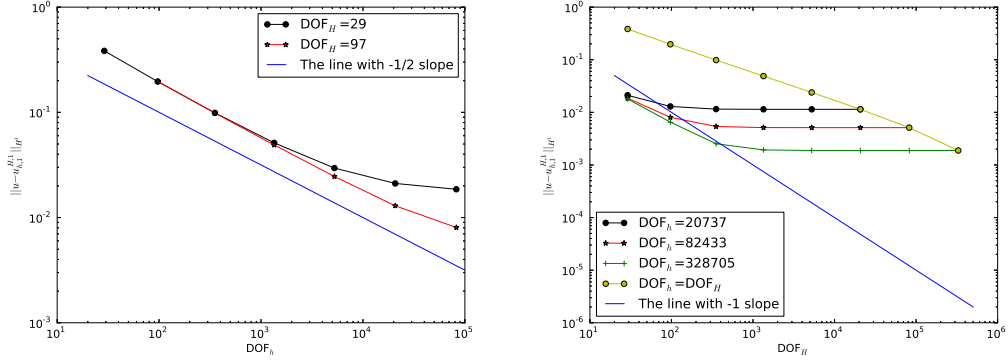 10^0
10^-1
10^-2
10^-3
10^1
10^2
10^3
10^4
10^5
DOF_h
||u−u_{h,1}^{H,1}||_{H^1}
DOF_H=29
DOF_H=97
The line with -1/2 slope
10^0
10^-1
10^-2
10^-3
10^-4
10^-5
10^-6
10^1
10^2
10^3
10^4
10^5
10^6
DOF_H
||u−u_{h,1}^{H,1}||_{H^1}
DOF_h=20737
DOF_h=82433
DOF_h=328705
DOF_h=DOF_H
The line with -1 slope